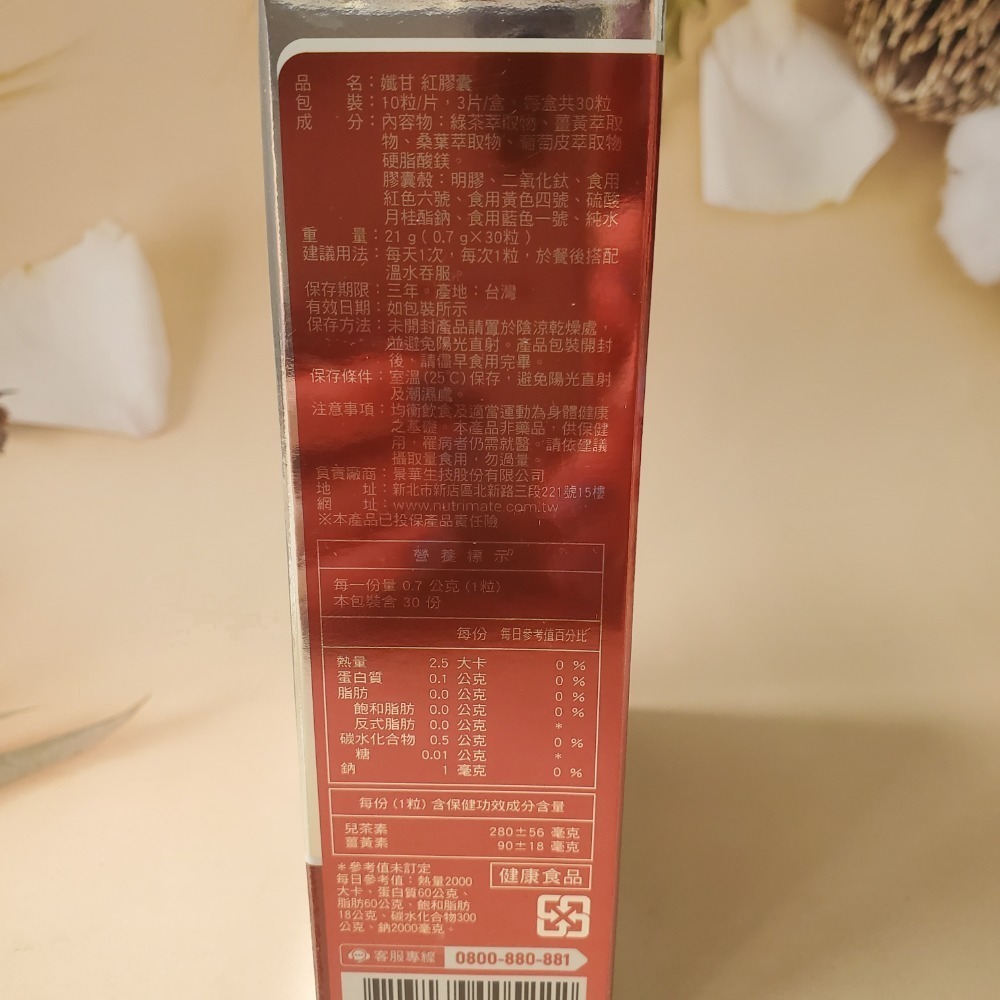 品 名：孅甘 紅膠囊
包 裝：10粒/片，3片/盒，每盒共30粒
成 分：內容物：綠茶萃取物、薑黃萃取
物、桑葉萃取物、葡萄皮萃取物
硬脂酸鎂。
膠囊殼：明膠、二氧化鈦、食用
紅色六號、食用黃色四號、硫酸
月桂酯鈉、食用藍色一號、純水
重 量：21 g ( 0.7 g×30粒 )
建議用法：每天1次，每次1粒，於餐後搭配
溫水吞服。
保存期限：三年。產地：台灣
有效日期：如包裝所示
保存方法：未開封產品請置於陰涼乾燥處，
並避免陽光直射。產品包裝開封
後、請儘早食用完畢。
保存條件：室溫(25℃)保存，避免陽光直射
及潮濕處。
注意事項：均衡飲食及適當運動為身體健康
之基礎。本產品非藥品，供保健
用，罹病者仍需就醫。請依建議
攝取量食用，勿過量。
負責廠商：景華生技股份有限公司
地 址：新北市新店區北新路三段221號15樓
網 址：www.nutrimate.com.tw
※本產品已投保產品責任險
營 養 標 示
每一份量 0.7 公克 (1粒)
本包裝含 30 份
每份 每日參考值百分比
熱量 2.5 大卡 0 %
蛋白質 0.1 公克 0 %
脂肪 0.0 公克 0 %
飽和脂肪 0.0 公克 0 %
反式脂肪 0.0 公克 *
碳水化合物 0.5 公克 0 %
糖 0.01 公克 *
鈉 1 毫克 0 %
每份 (1粒) 含保健功效成分含量
兒茶素 280±56 毫克
薑黃素 90±18 毫克
＊參考值未訂定
每日參考值：熱量2000
大卡、蛋白質60公克、
脂肪60公克、飽和脂肪
18公克、碳水化合物300
公克、鈉2000毫克。
健康食品
客服專線 0800-880-881